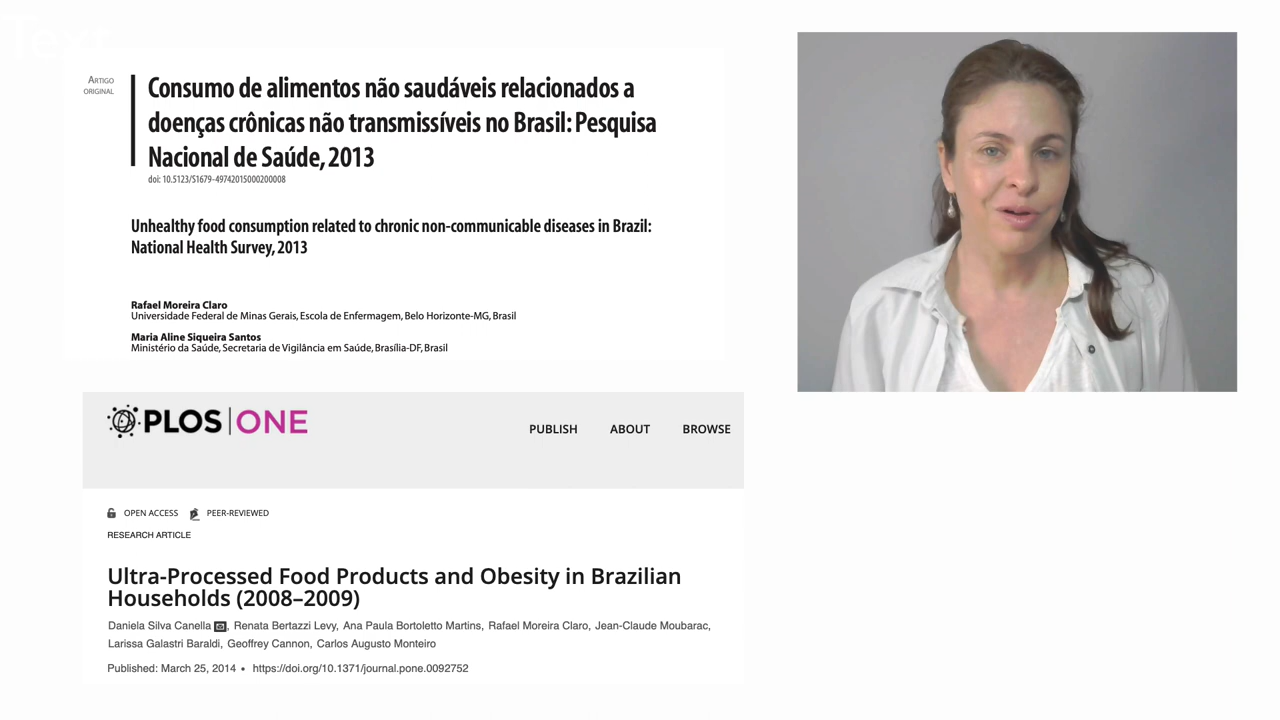 Text
ARTIGO
ORIGINAL
Consumo de alimentos não saudáveis relacionados a
doenças crônicas não transmissíveis no Brasil: Pesquisa
Nacional de Saúde, 2013
doi: 10.5123/S1679-49742015000200008
Unhealthy food consumption related to chronic non-communicable diseases in Brazil:
National Health Survey, 2013
Rafael Moreira Claro
Universidade Federal de Minas Gerais, Escola de Enfermagem, Belo Horizonte-MG, Brasil
Maria Aline Siqueira Santos
Ministério da Saúde, Secretaria de Vigilância em Saúde, Brasília-DF, Brasil
PLOS ONE
PUBLISH ABOUT BROWSE
OPEN ACCESS PEER-REVIEWED
RESEARCH ARTICLE
Ultra-Processed Food Products and Obesity in Brazilian
Households (2008–2009)
Daniela Silva Canella, Renata Bertazzi Levy, Ana Paula Bortoletto Martins, Rafael Moreira Claro, Jean-Claude Moubarac,
Larissa Galastri Baraldi, Geoffrey Cannon, Carlos Augusto Monteiro
Published: March 25, 2014 • https://doi.org/10.1371/journal.pone.0092752